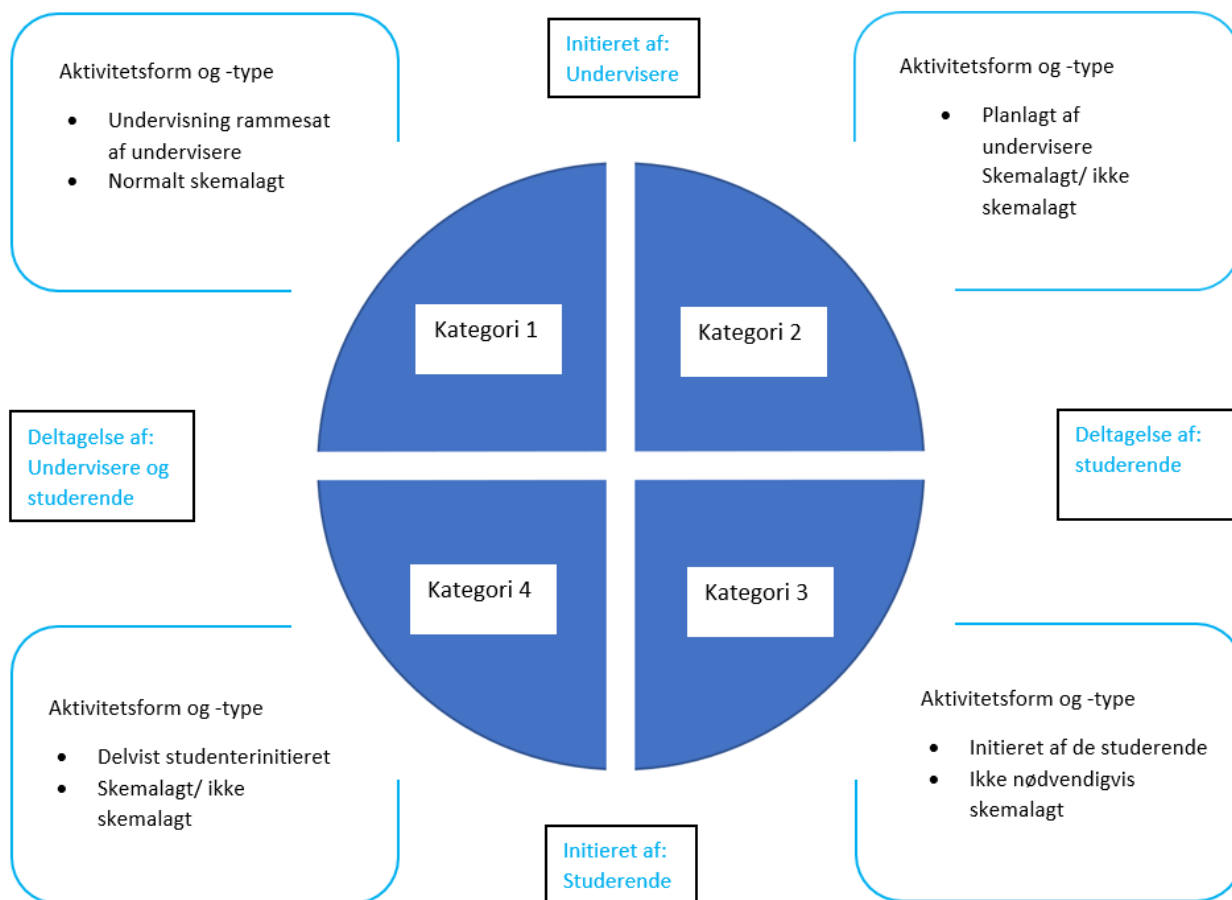 Initieret af:
Undervisere
Aktivitetsform og -type
• Undervisning rammesat
af undervisere
• Normalt skemalagt
Aktivitetsform og -type
• Planlagt af
undervisere
Skemalagt/ ikke
skemalagt
Kategori 1
Kategori 2
Deltagelse af:
Undervisere og
studerende
Deltagelse af:
studerende
Kategori 4
Kategori 3
Aktivitetsform og -type
• Delvist studenterinitieret
• Skemalagt/ ikke
skemalagt
Aktivitetsform og -type
• Initieret af de studerende
• Ikke nødvendigvis
skemalagt
Initieret af:
Studerende